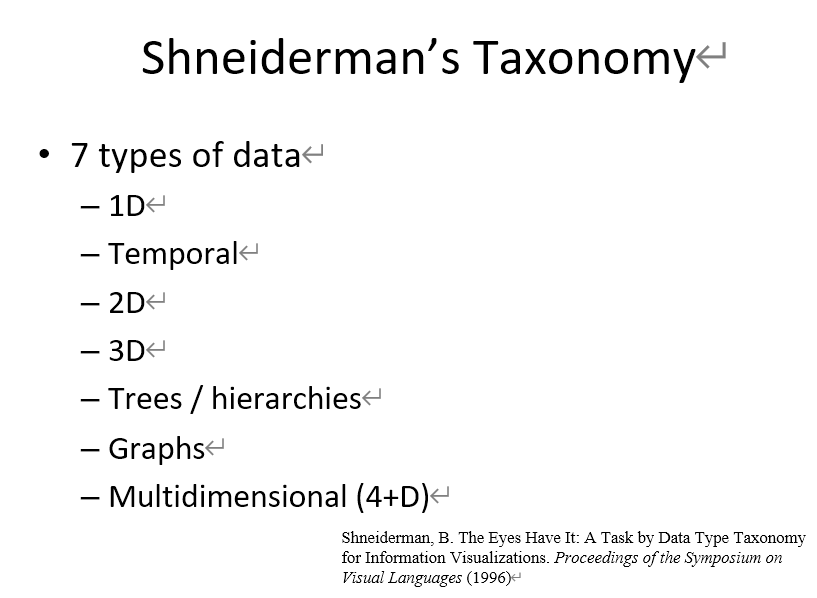 Shneiderman’s Taxonomy↵
• 7 types of data↵
– 1D↵
– Temporal↵
– 2D↵
– 3D↵
– Trees / hierarchies↵
– Graphs↵
– Multidimensional (4+D)↵
Shneiderman, B. The Eyes Have It: A Task by Data Type Taxonomy
for Information Visualizations. Proceedings of the Symposium on
Visual Languages (1996)↵